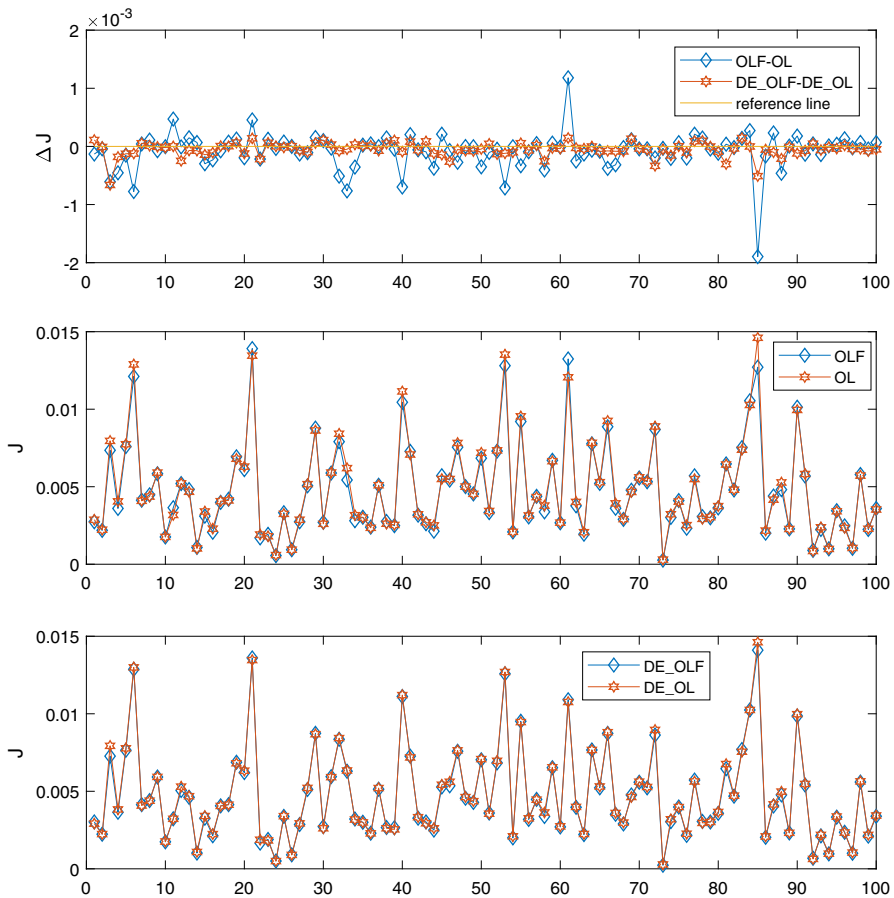 ×10-3
2
1
0
-1
-2
ΔJ
OLF-OL
DE_OLF-DE_OL
reference line
0 10 20 30 40 50 60 70 80 90 100
0.015
0.01
0.005
0
J
OLF
OL
0 10 20 30 40 50 60 70 80 90 100
0.015
0.01
0.005
0
J
DE_OLF
DE_OL
0 10 20 30 40 50 60 70 80 90 100